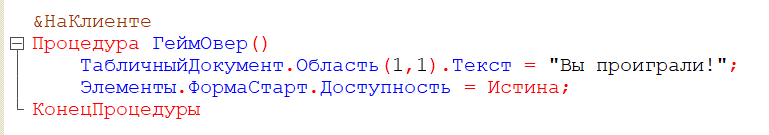 &НаКлиенте
Процедура ГеймОвер()
ТабличныйДокумент.Область(1,1).Текст = "Вы проиграли!";
Элементы.ФормаСтарт.Доступность = Истина;
КонецПроцедуры